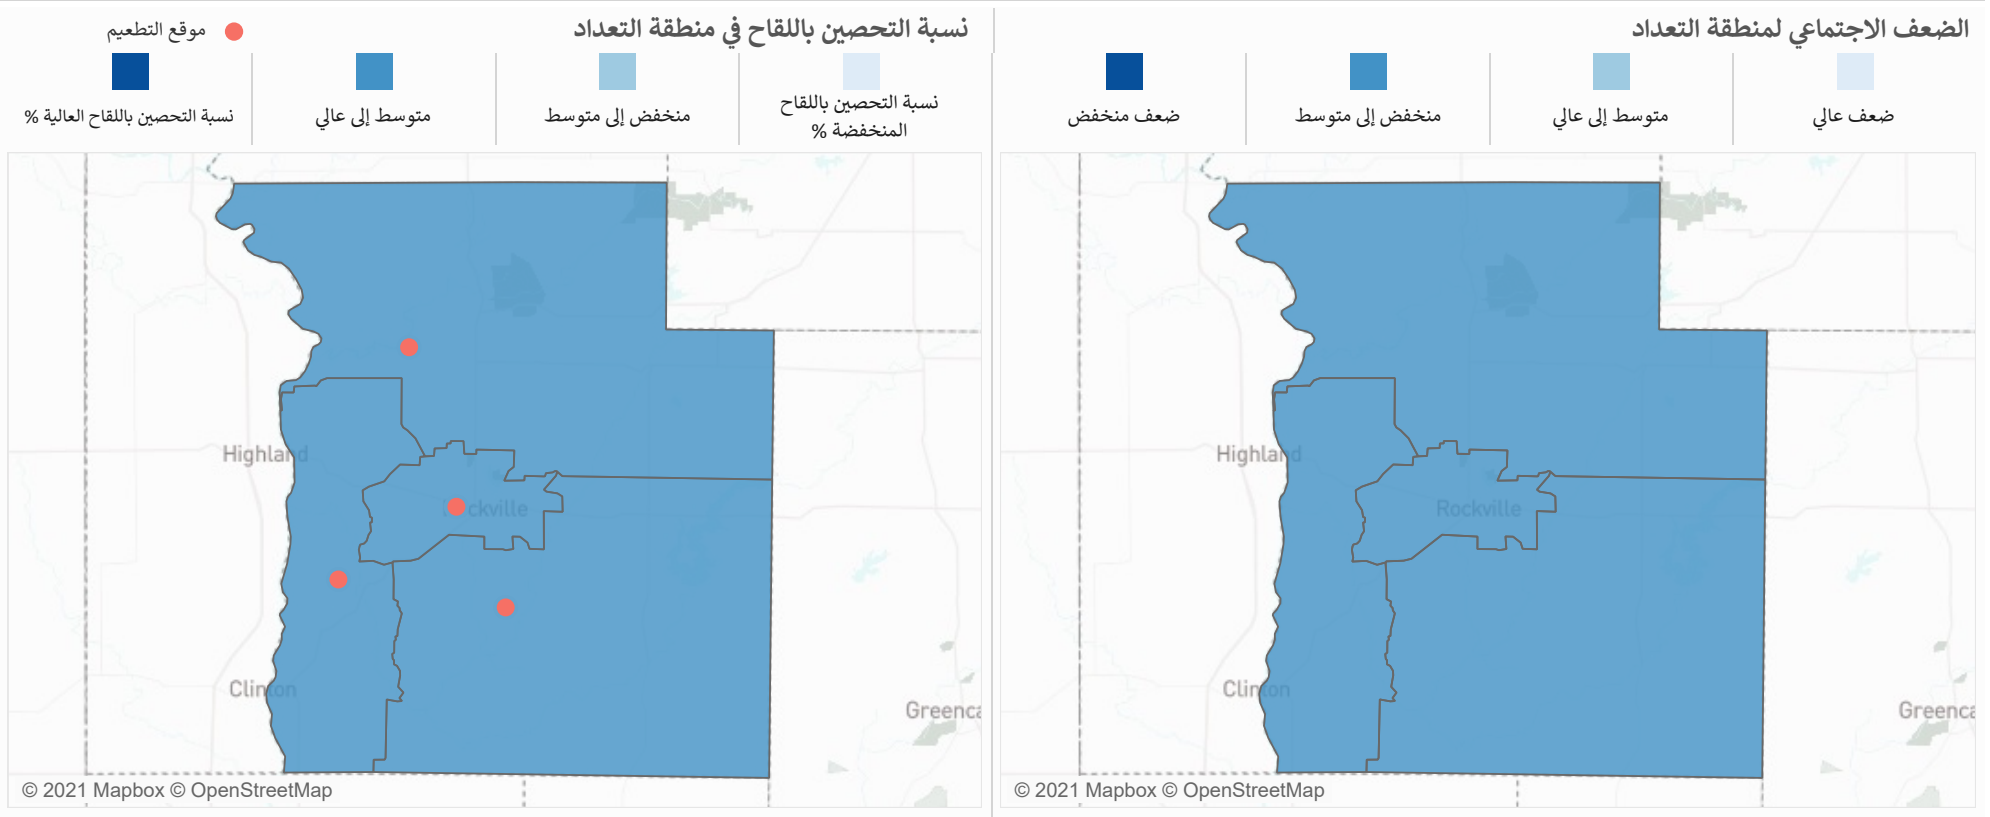 الضعف الاجتماعي لمنطقة التعداد
ضعف عالي
متوسط إلى عالي
منخفض إلى متوسط
ضعف منخفض
Highland
Rockville
Clinton
Greenca
© 2021 Mapbox © OpenStreetMap
نسبة التحصين باللقاح في منطقة التعداد
موقع التطعيم
نسبة التحصين باللقاح
المنخفضة %
منخفض إلى متوسط
متوسط إلى عالي
نسبة التحصين باللقاح العالية %
Highland
ckville
Clinton
Greenca
© 2021 Mapbox © OpenStreetMap